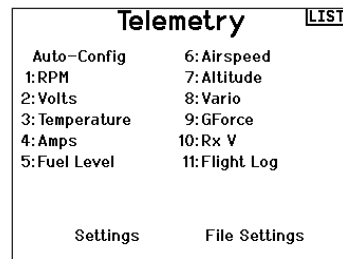 Telemetry
LIST
Auto-Config
1:RPM
2:Volts
3:Temperature
4:Amps
5:Fuel Level
6:Airspeed
7:Altitude
8:Vario
9:GForce
10:Rx V
11:Flight Log
Settings
File Settings